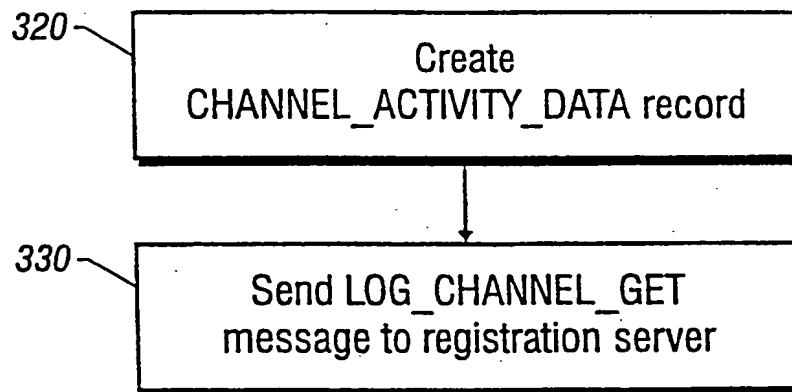 320
Create
CHANNEL_ACTIVITY_DATA record
330
Send LOG_CHANNEL_GET
message to registration server